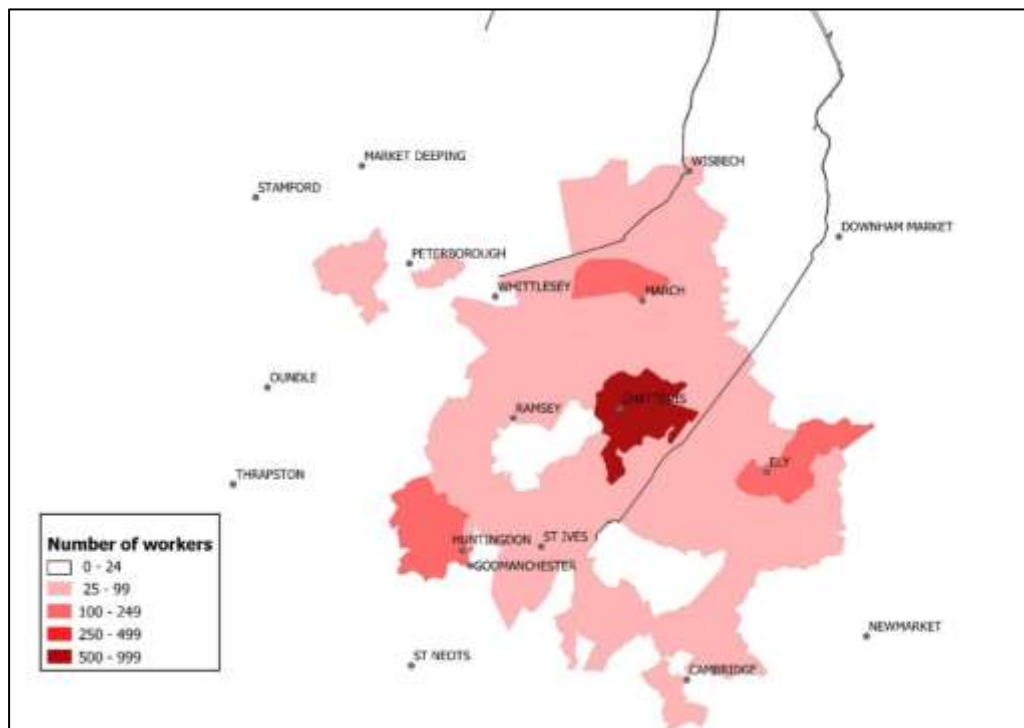 WISBECH
MARKET DEEPING
STAMFORD
DOWNHAM MARKET
PETERBOROUGH
WHITTLESEY
MARCH
OUNDLE
RAMSEY
CHATTERIS
ELY
THRAPSTON
HUNTINGDON
ST IVES
GODMANCHESTER
NEWMARKET
ST NEOTS
CAMBRIDGE
Number of workers
0 - 24
25 - 99
100 - 249
250 - 499
500 - 999